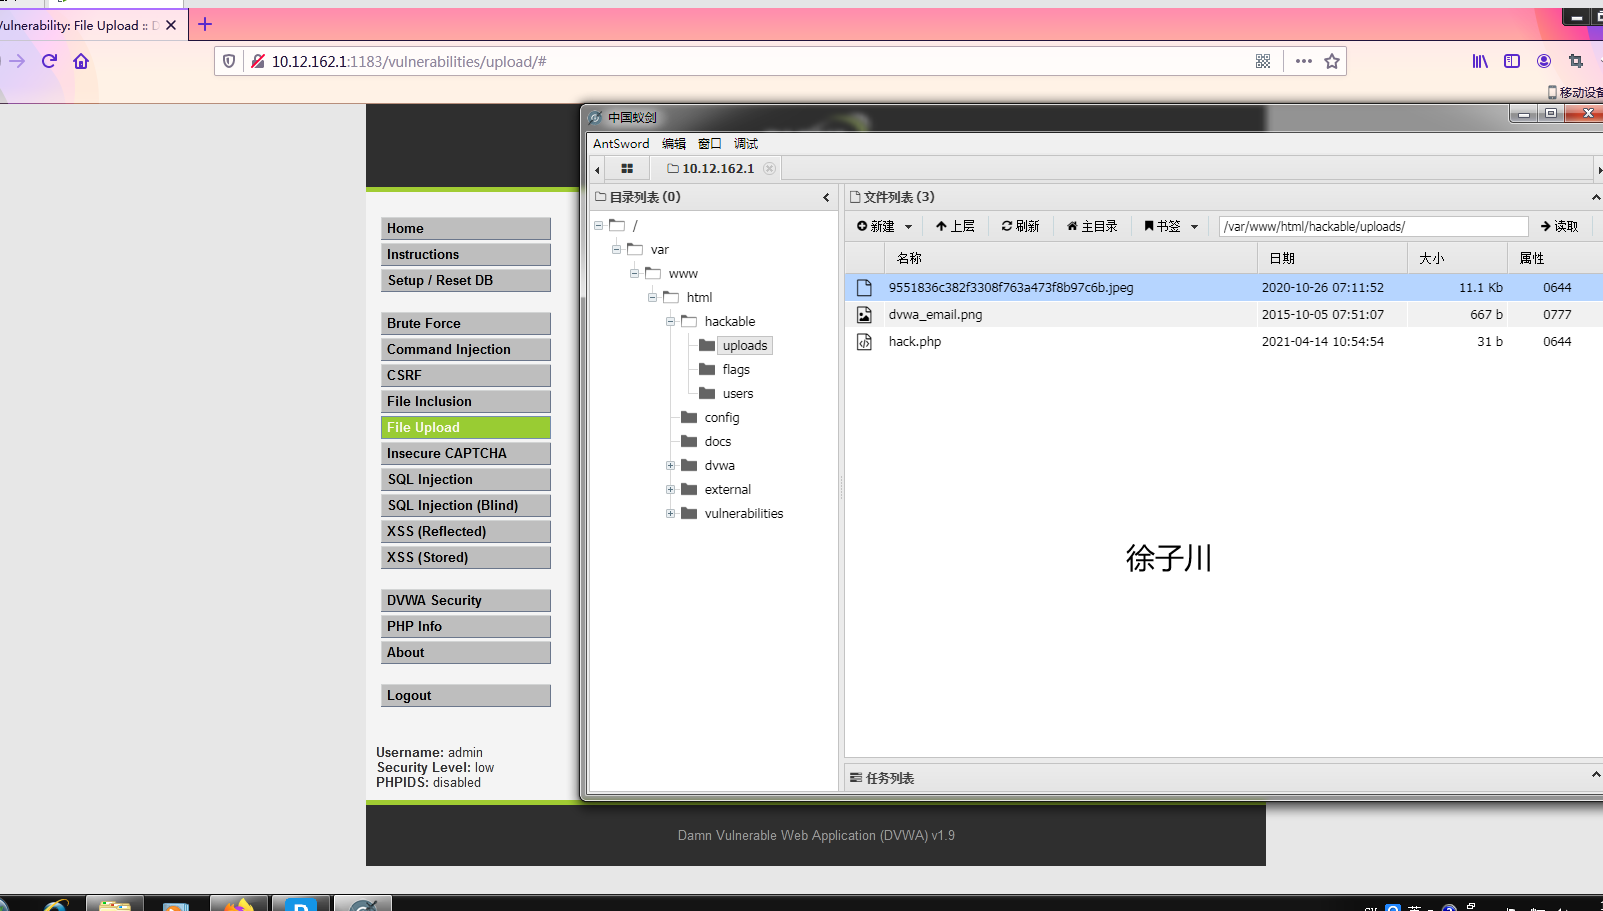 Vulnerability: File Upload :: D
10.12.162.1:1183/vulnerabilities/upload/#
移动设备
中国蚁剑
AntSword 编辑 窗口 调试
10.12.162.1
目录列表 (0)
/
var
www
html
hackable
uploads
flags
users
config
docs
dvwa
external
vulnerabilities
文件列表 (3)
新建 上层 刷新 主目录 书签 /var/www/html/hackable/uploads/ 读取
名称 日期 大小 属性
9551836c382f3308f763a473f8b97c6b.jpeg 2020-10-26 07:11:52 11.1 Kb 0644
dvwa_email.png 2015-10-05 07:51:07 667 b 0777
hack.php 2021-04-14 10:54:54 31 b 0644
徐子川
任务列表
Home
Instructions
Setup / Reset DB
Brute Force
Command Injection
CSRF
File Inclusion
File Upload
Insecure CAPTCHA
SQL Injection
SQL Injection (Blind)
XSS (Reflected)
XSS (Stored)
DVWA Security
PHP Info
About
Logout
Username: admin
Security Level: low
PHPIDS: disabled
Damn Vulnerable Web Application (DVWA) v1.9